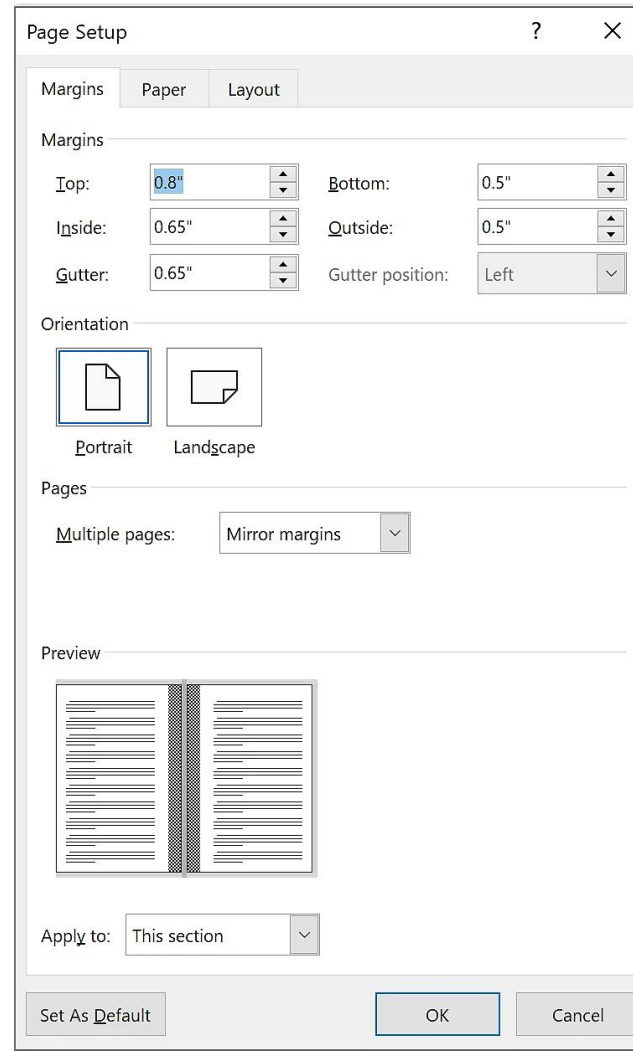 Page Setup ?
Margins Paper Layout
Margins
Top: 0.8" Bottom: 0.5"
Inside: 0.65" Outside: 0.5"
Gutter: 0.65" Gutter position: Left
Orientation
Portrait Landscape
Pages
Multiple pages: Mirror margins
Preview
Apply to: This section
Set As Default OK Cancel